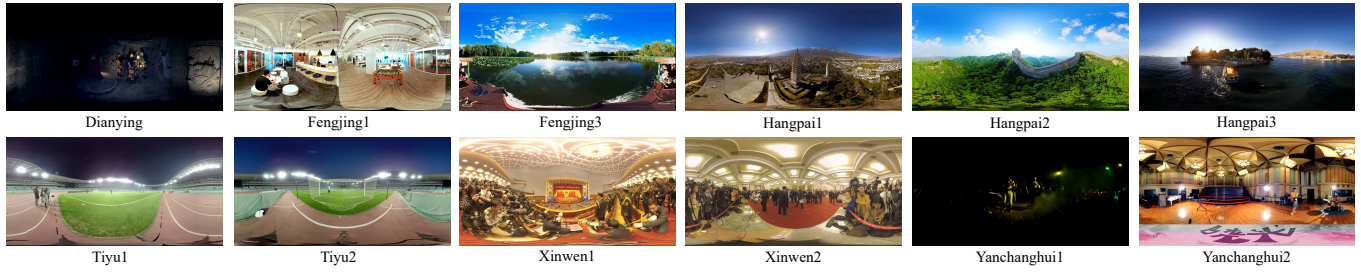 Dianying
Fengjing1
Fengjing3
Hangpai1
Hangpai2
Hangpai3
Tiyu1
Tiyu2
Xinwen1
Xinwen2
Yanchanghui1
Yanchanghui2